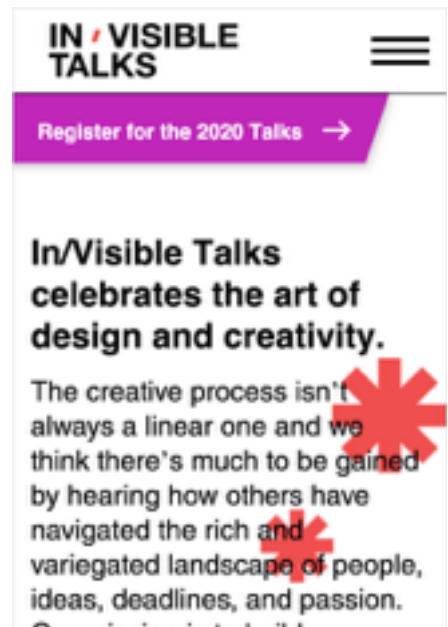 IN / VISIBLE
TALKS
Register for the 2020 Talks →
In/Visible Talks
celebrates the art of
design and creativity.
The creative process isn't
always a linear one and we
think there's much to be gained
by hearing how others have
navigated the rich and
variegated landscape of people,
ideas, deadlines, and passion.